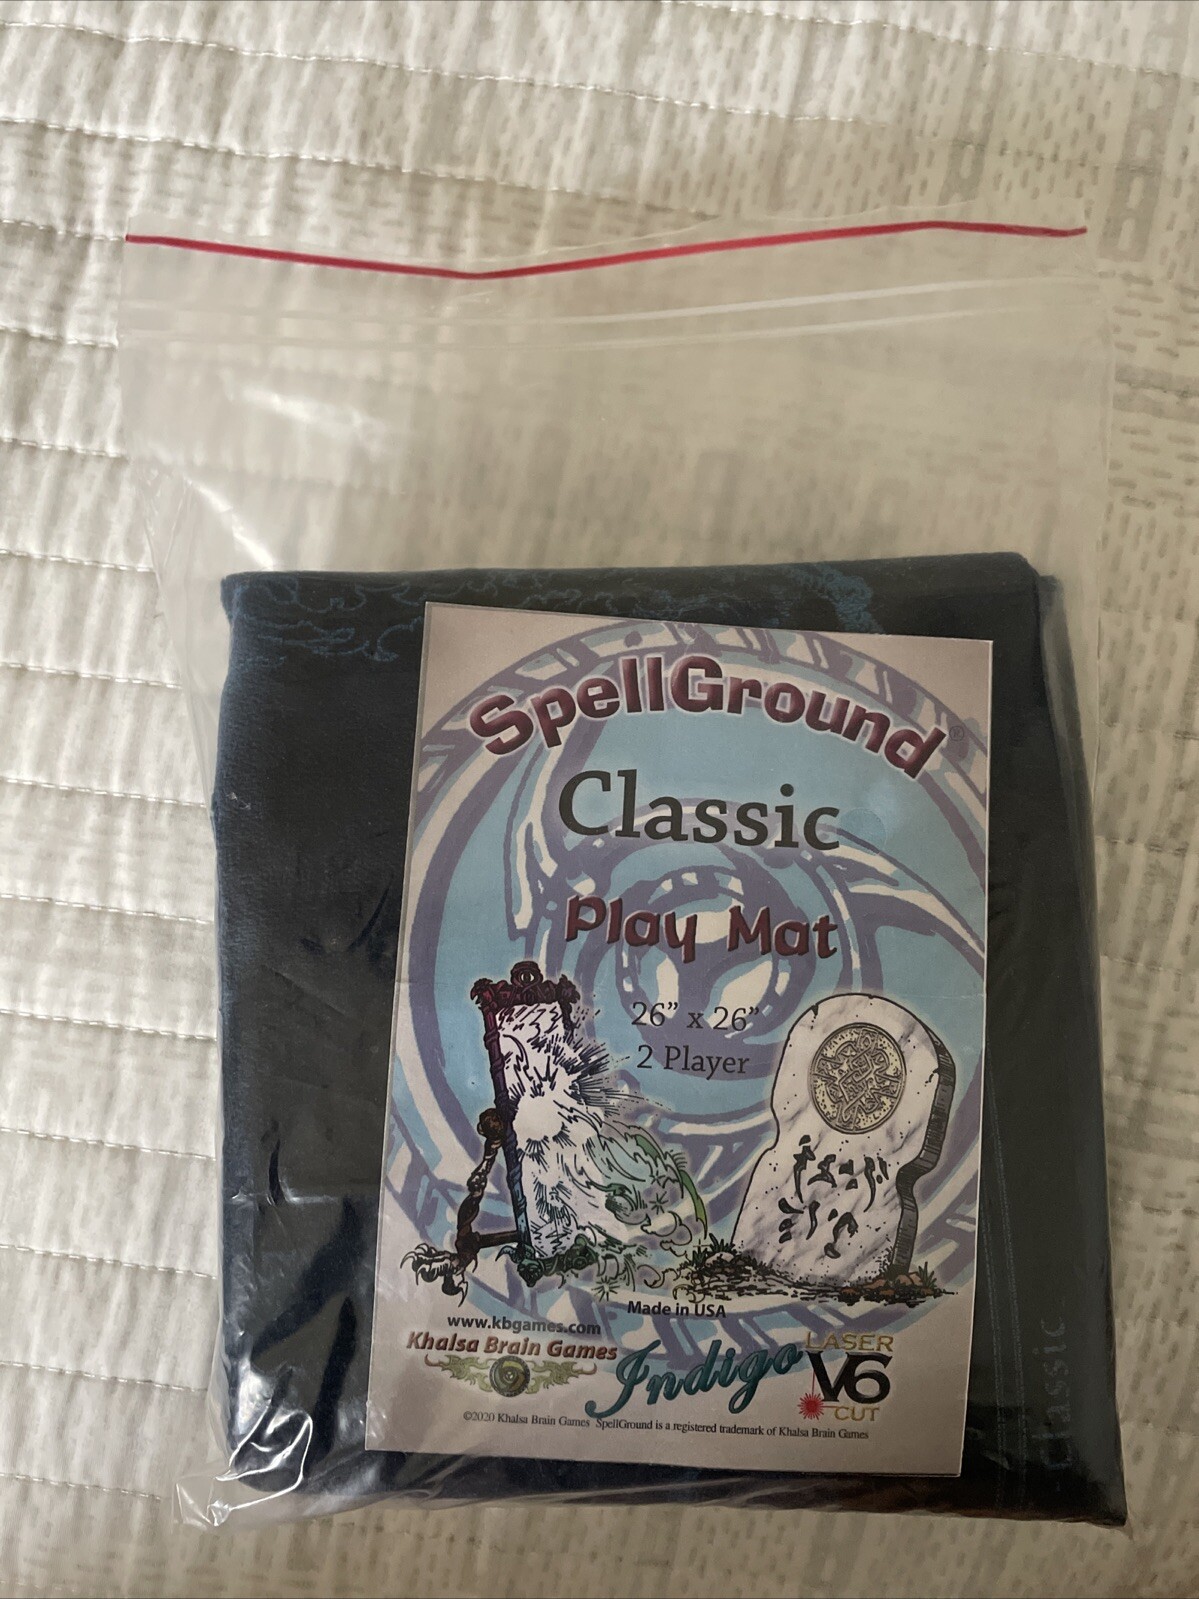 SpellGround®
Classic
Play Mat
26” x 26”
2 Player
Made in USA
www.kbgames.com
Khalsa Brain Games
Indigo
LASER
V6
CUT
©2020 Khalsa Brain Games SpellGround is a registered trademark of Khalsa Brain Games
Classic